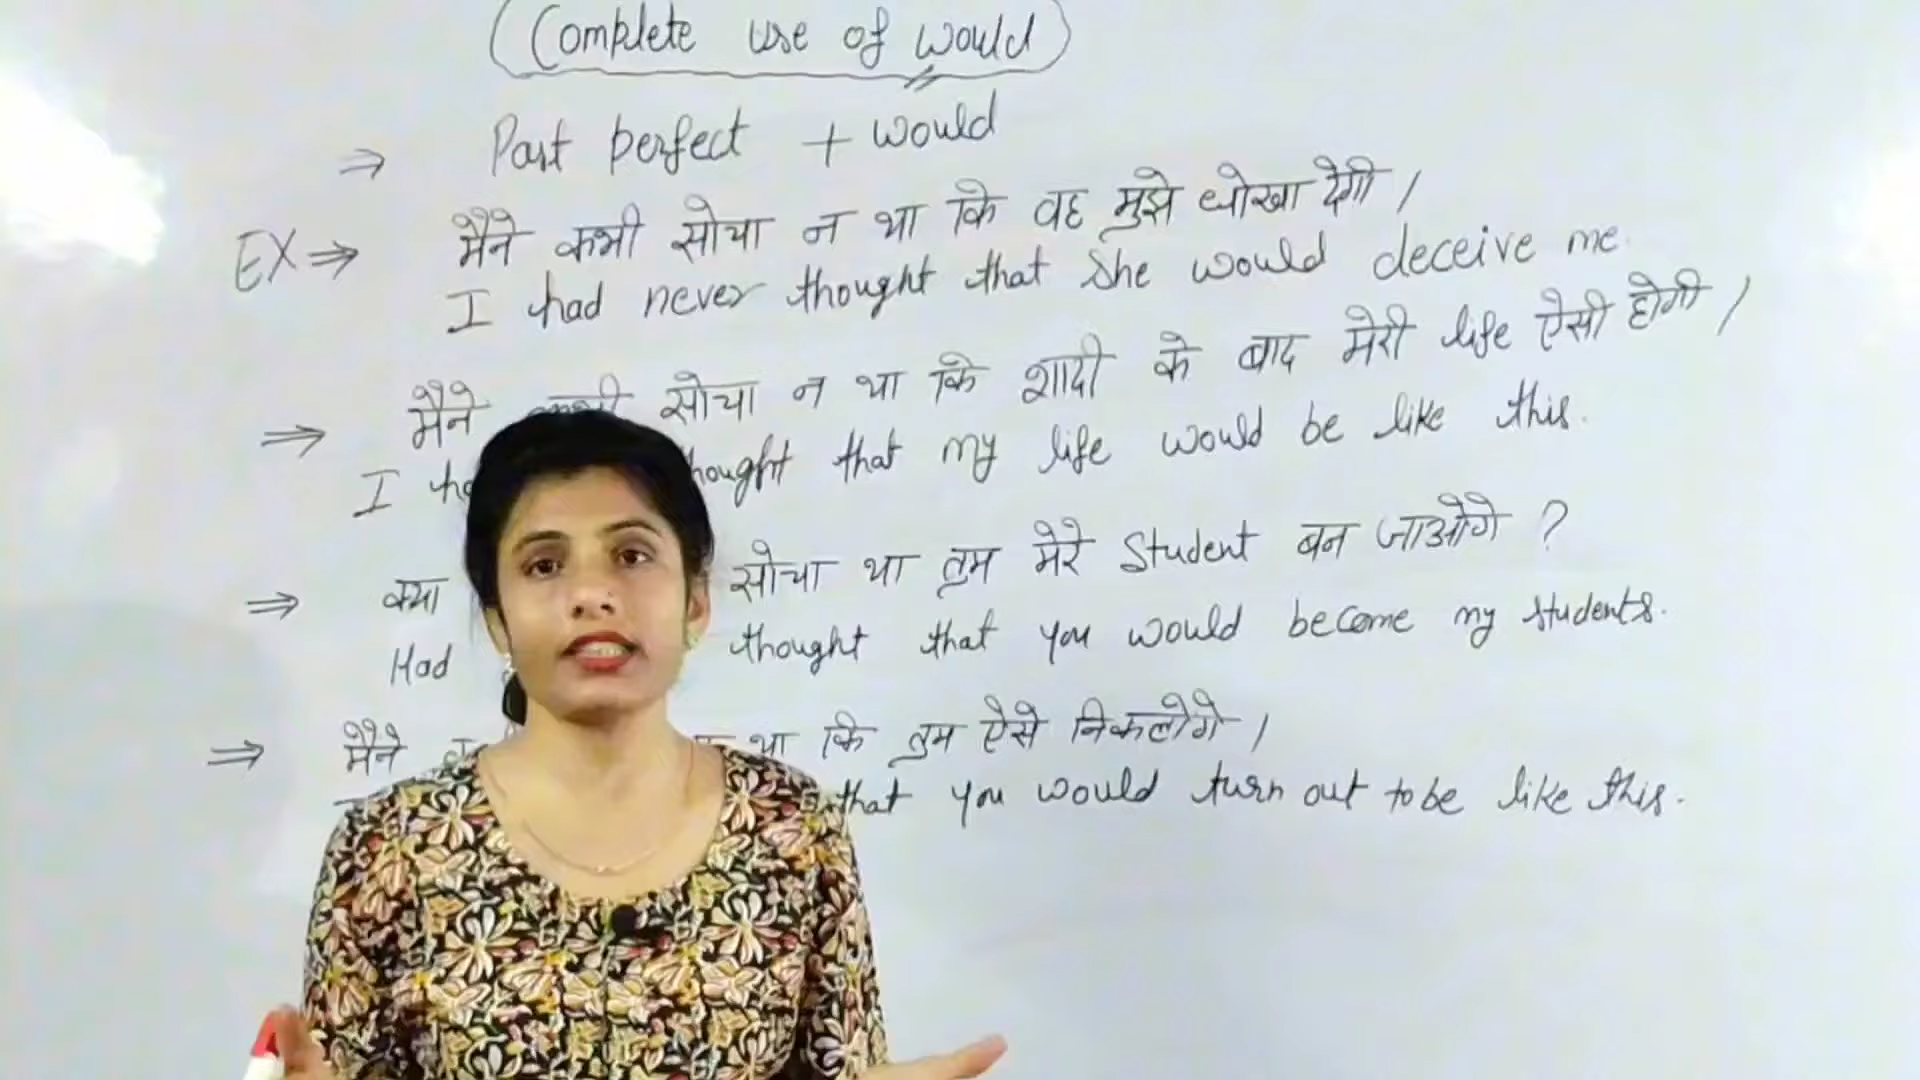 Complete use of would
⇒ Past perfect + would
EX ⇒ मैंने कभी सोचा न था कि वह मुझे धोखा देगी ।
I had never thought that she would deceive me.
⇒ मैंने कभी सोचा न था कि शादी के बाद मेरी life ऐसी होगी ।
I thought that my life would be like this.
⇒ क्या सोचा था तुम मेरे Student बन जाओगे ?
Had thought that you would become my students.
⇒ मैंने था कि तुम ऐसे निकलोगे ।
that you would turn out to be like this.